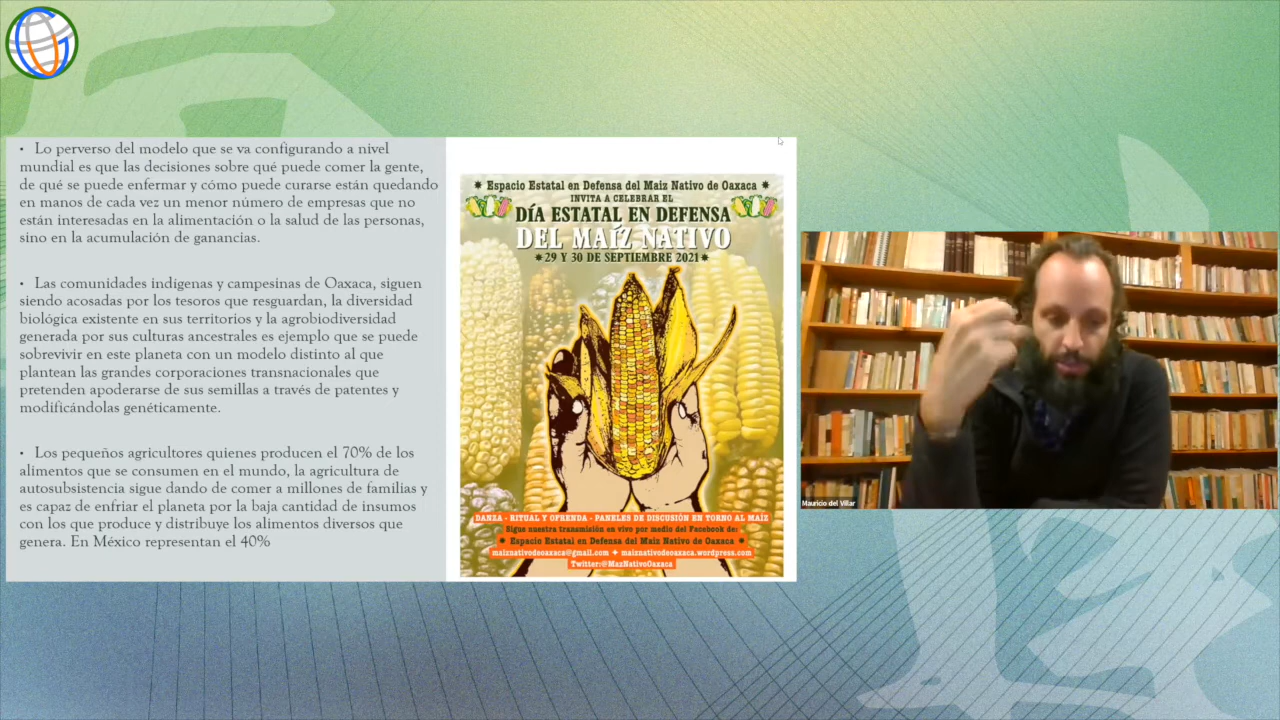 • Lo perverso del modelo que se va configurando a nivel
mundial es que las decisiones sobre qué puede comer la gente,
de qué se puede enfermar y cómo puede curarse están quedando
en manos de cada vez un menor número de empresas que no
están interesadas en la alimentación o la salud de las personas,
sino en la acumulación de ganancias.
• Las comunidades indígenas y campesinas de Oaxaca, siguen
siendo acosadas por los tesoros que resguardan, la diversidad
biológica existente en sus territorios y la agrobiodiversidad
generada por sus culturas ancestrales es ejemplo que se puede
sobrevivir en este planeta con un modelo distinto al que
plantean las grandes corporaciones transnacionales que
pretenden apoderarse de sus semillas a través de patentes y
modificándolas genéticamente.
• Los pequeños agricultores quienes producen el 70% de los
alimentos que se consumen en el mundo, la agricultura de
autosubsistencia sigue dando de comer a millones de familias y
es capaz de enfriar el planeta por la baja cantidad de insumos
con los que produce y distribuye los alimentos diversos que
genera. En México representan el 40%
✷ Espacio Estatal en Defensa del Maiz Nativo de Oaxaca ✷
INVITA A CELEBRAR EL
DÍA ESTATAL EN DEFENSA
DEL MAÍZ NATIVO
✷29 Y 30 DE SEPTIEMBRE 2021✷
DANZA - RITUAL Y OFRENDA - PANELES DE DISCUSIÓN EN TORNO AL MAÍZ
Sigue nuestra transmisión en vivo por medio del Facebook de:
✷ Espacio Estatal en Defensa del Maíz Nativo de Oaxaca ✷
maiznativodeoaxaca@gmail.com ✦ maiznativodeoaxaca.wordpress.com
Twitter:@MazNativoOaxaca
Mauricio del Villar